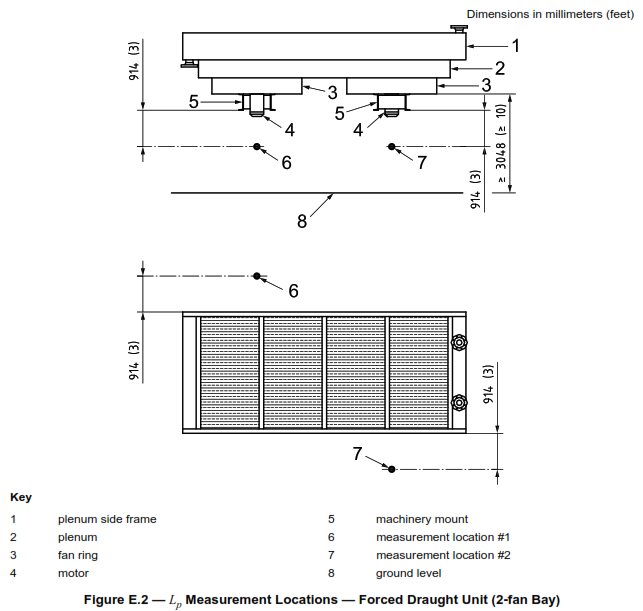 Dimensions in millimeters (feet)
1
914 (3)
2
3
3
5
5
4
4
≥ 3048 (≥ 10)
6
7
914 (3)
8
6
914 (3)
914 (3)
7
Key
1 plenum side frame 5 machinery mount
2 plenum 6 measurement location #1
3 fan ring 7 measurement location #2
4 motor 8 ground level
Figure E.2 — Lp Measurement Locations — Forced Draught Unit (2-fan Bay)